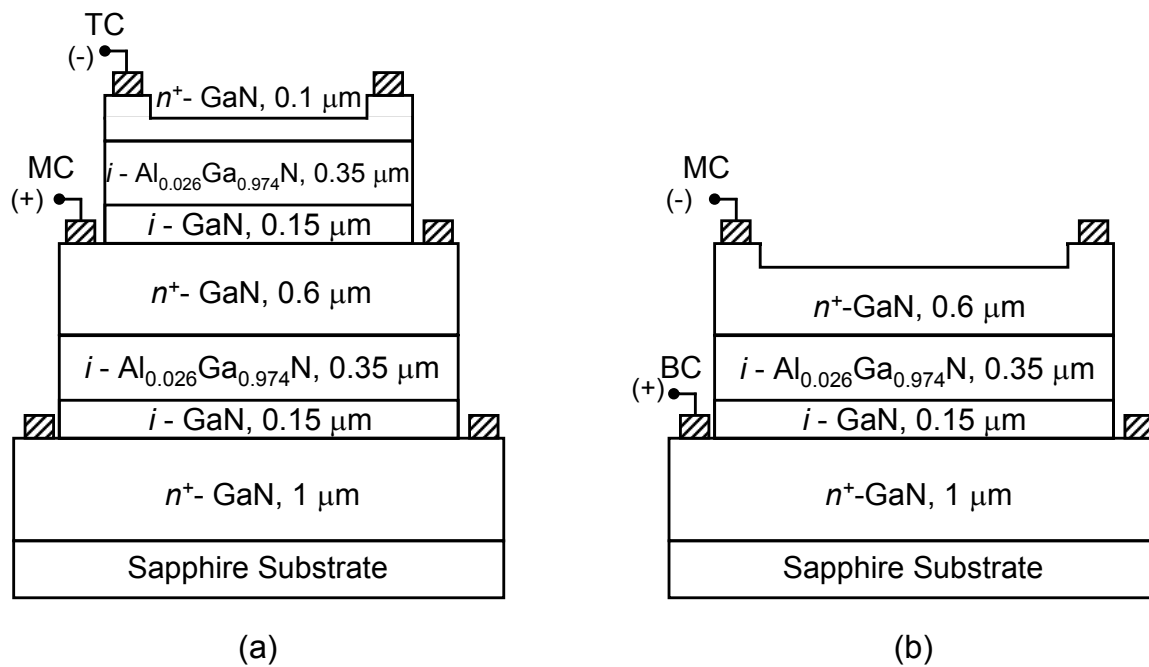 TC
(-)
n⁺- GaN, 0.1 μm
MC
(+)
i - Al₀.₀₂₆Ga₀.₉₇₄N, 0.35 μm
i - GaN, 0.15 μm
n⁺- GaN, 0.6 μm
i - Al₀.₀₂₆Ga₀.₉₇₄N, 0.35 μm
i - GaN, 0.15 μm
n⁺- GaN, 1 μm
Sapphire Substrate
(a)
MC
(-)
n⁺-GaN, 0.6 μm
BC
(+)
i - Al₀.₀₂₆Ga₀.₉₇₄N, 0.35 μm
i - GaN, 0.15 μm
n⁺-GaN, 1 μm
Sapphire Substrate
(b)